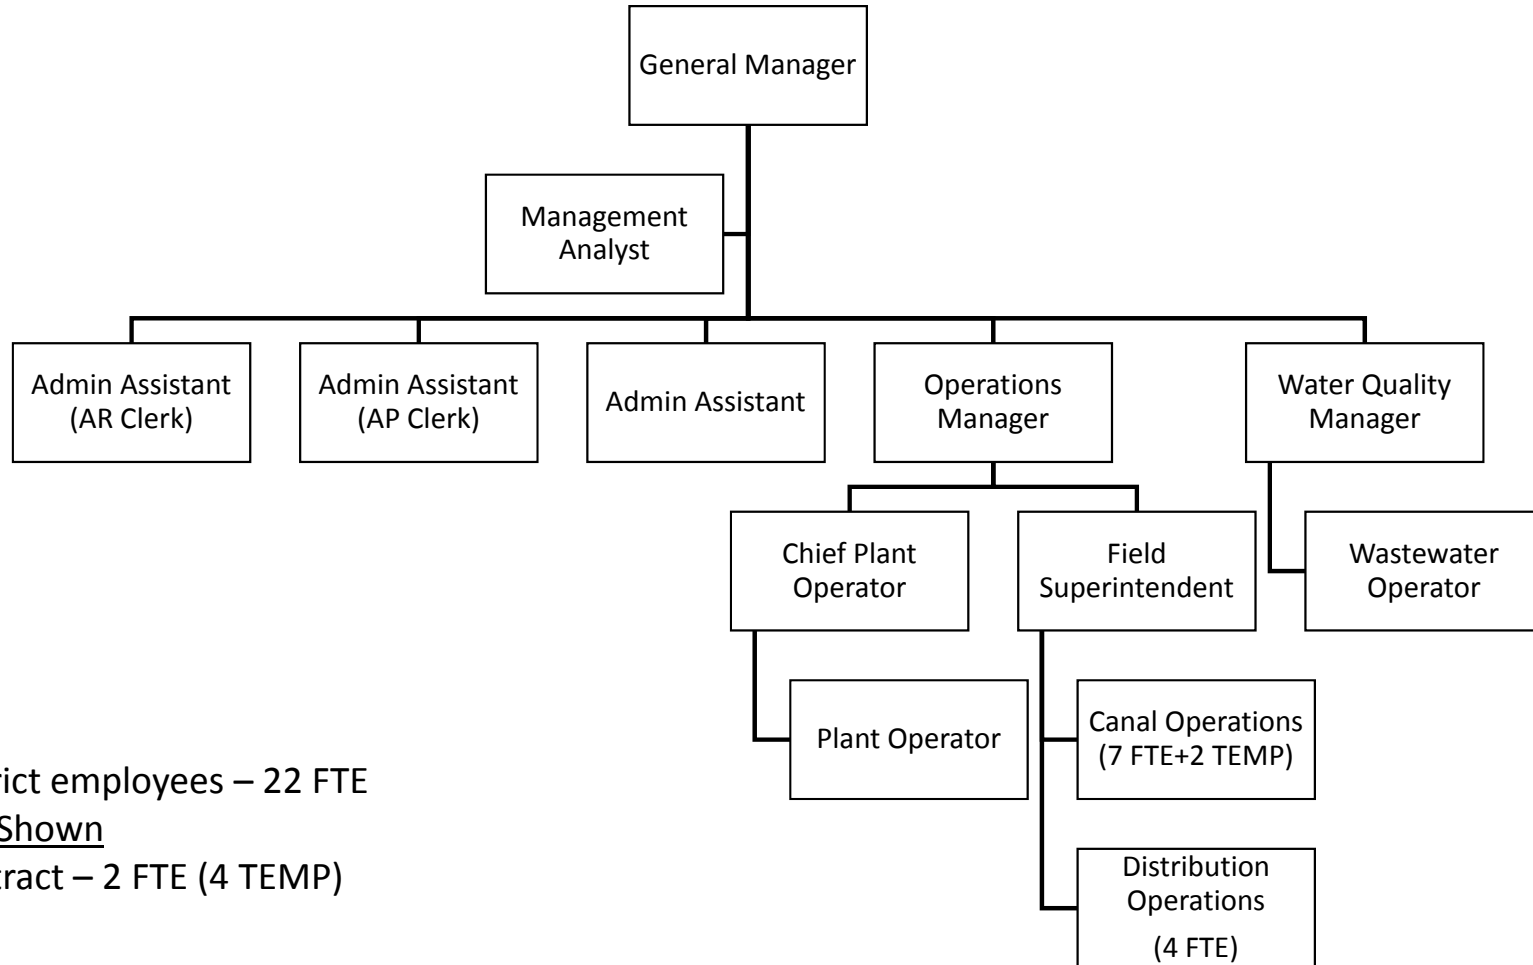 General Manager
Management
Analyst
Admin Assistant
(AR Clerk)
Admin Assistant
(AP Clerk)
Admin Assistant
Operations
Manager
Water Quality
Manager
Chief Plant
Operator
Field
Superintendent
Wastewater
Operator
Plant Operator
Canal Operations
(7 FTE+2 TEMP)
Distribution
Operations
(4 FTE)
rict employees – 22 FTE
Shown
tract – 2 FTE (4 TEMP)